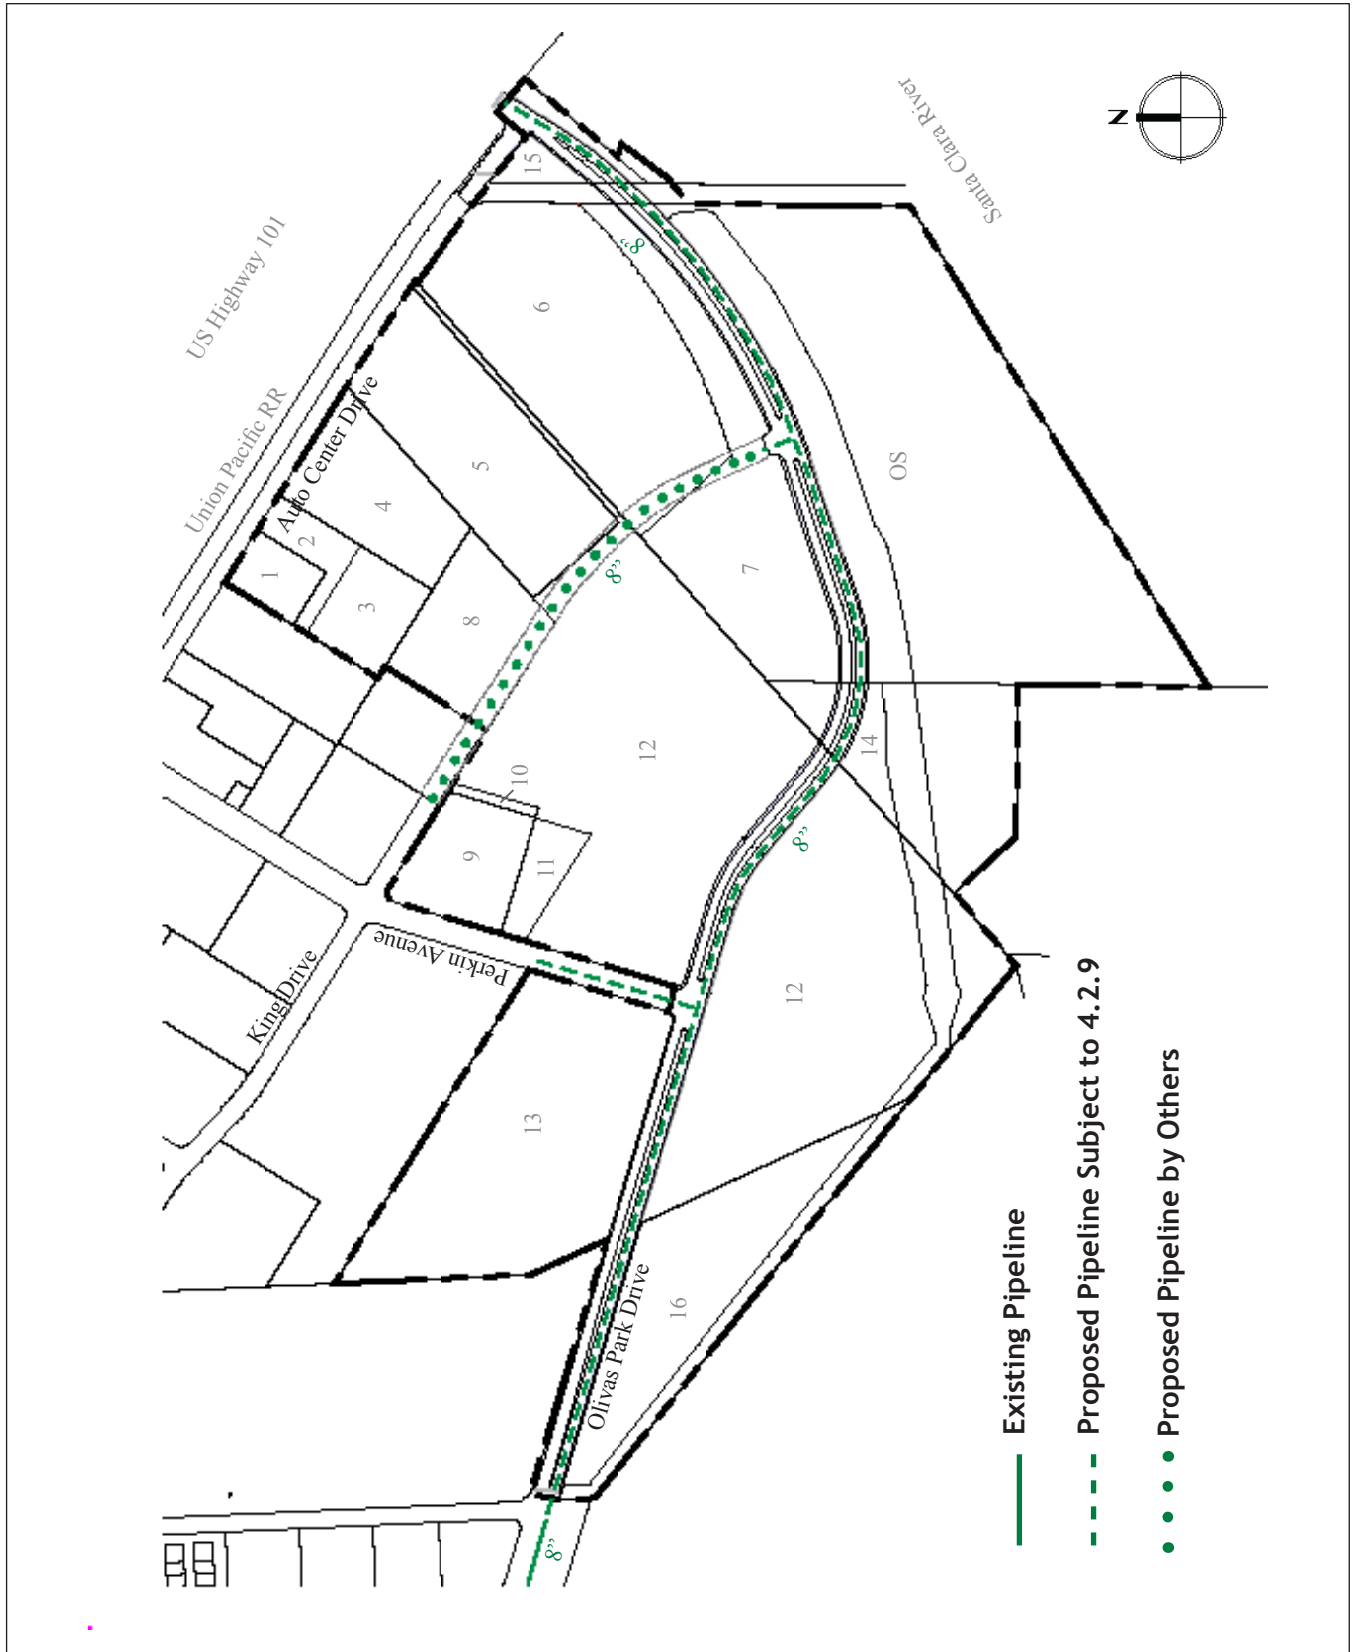 US Highway 101
Union Pacific RR
Auto Center Drive
Santa Clara River
N
15
6
8”
5
4
2
1
3
8
8”
7
OS
12
10
9
11
14
8”
Perkin Avenue
King Drive
12
13
16
Olivas Park Drive
8”
Existing Pipeline
Proposed Pipeline Subject to 4.2.9
Proposed Pipeline by Others